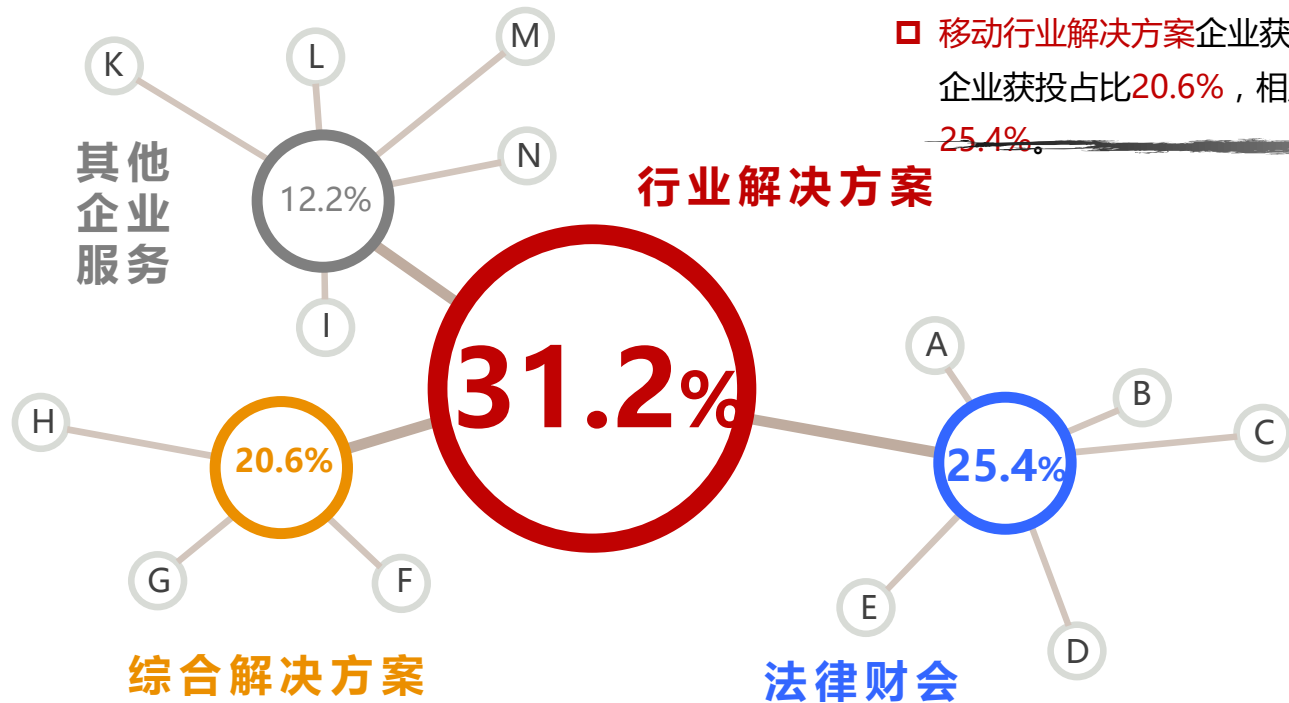 移动行业解决方案企业获
企业获投占比20.6%，相
25.4%。
K
L
M
N
其他
企业
服务
12.2%
I
行业解决方案
31.2%
A
B
C
25.4%
E
D
法律财会
H
20.6%
G
F
综合解决方案